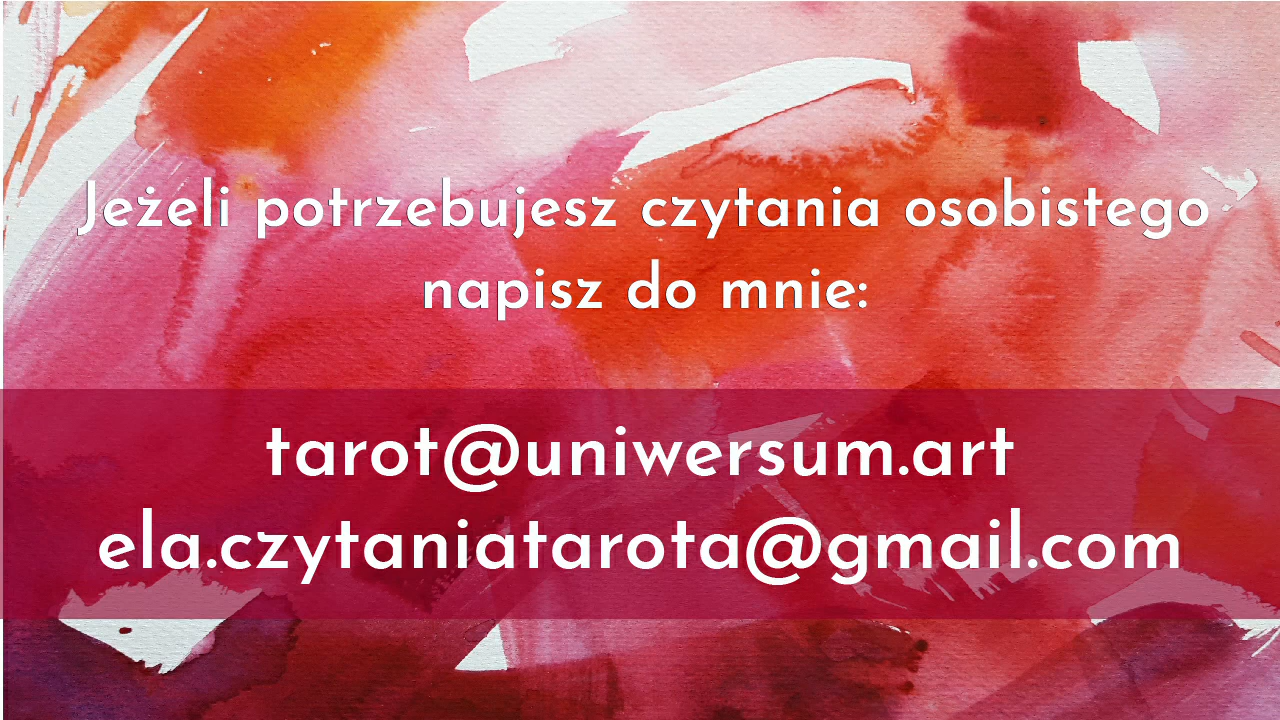 Jeżeli potrzebujesz czytania osobistego
napisz do mnie:
tarot@uniwersum.art
ela.czytaniatarota@gmail.com